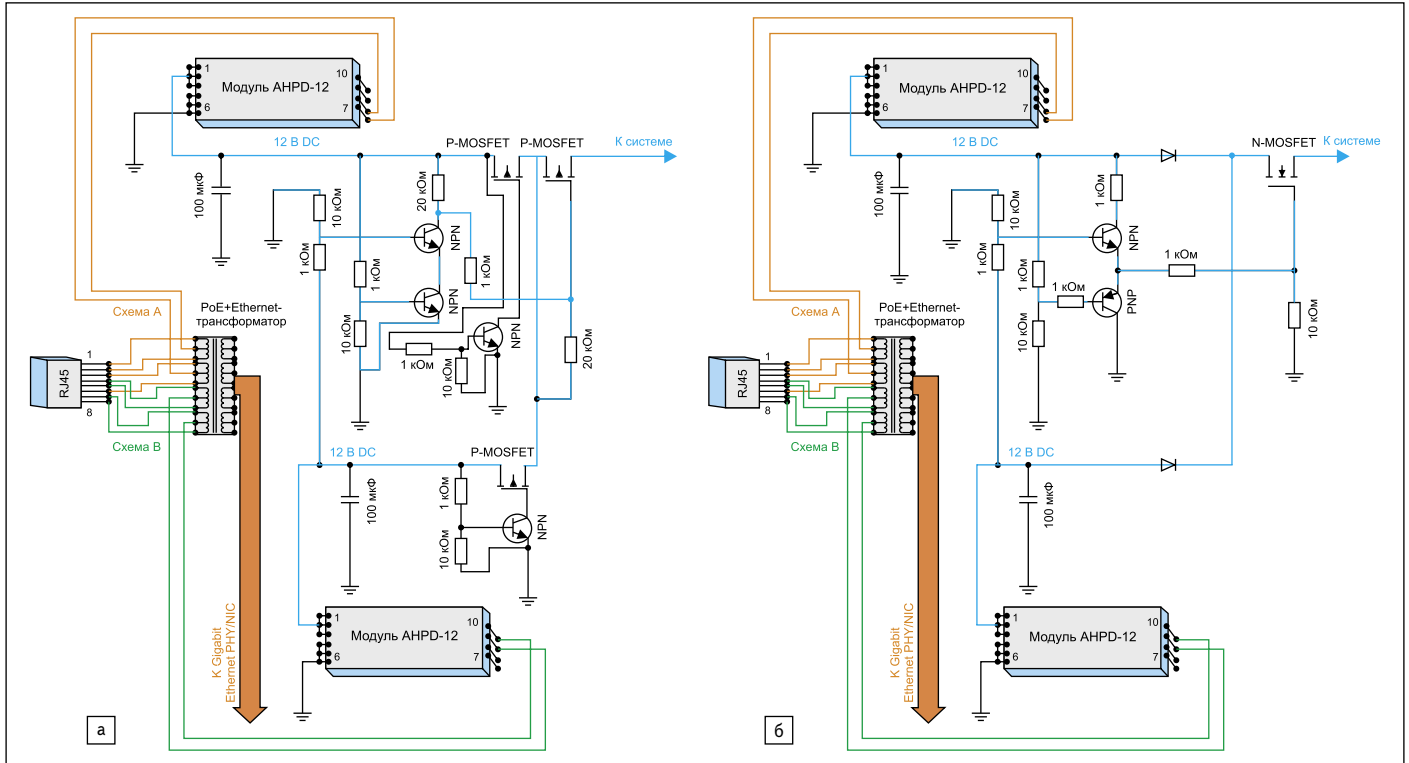 1
10
Модуль AHPD-12
6
7
12 В DC
P-MOSFET
P-MOSFET
К системе
100 мкФ
10 кОм
1 кОм
20 кОм
NPN
1 кОм
1 кОм
NPN
10 кОм
1 кОм
10 кОм
NPN
20 кОм
Схема А
PoE+Ethernet-
трансформатор
1
RJ45
8
Схема В
12 В DC
P-MOSFET
100 мкФ
1 кОм
10 кОм
NPN
К Gigabit
Ethernet PHY/NIC
1
10
Модуль AHPD-12
6
7
а
1
10
Модуль AHPD-12
6
7
12 В DC
N-MOSFET
К системе
100 мкФ
10 кОм
1 кОм
1 кОм
NPN
1 кОм
1 кОм
1 кОм
PNP
10 кОм
10 кОм
Схема А
PoE+Ethernet-
трансформатор
1
RJ45
8
Схема В
12 В DC
100 мкФ
К Gigabit
Ethernet PHY/NIC
1
10
Модуль AHPD-12
6
7
б